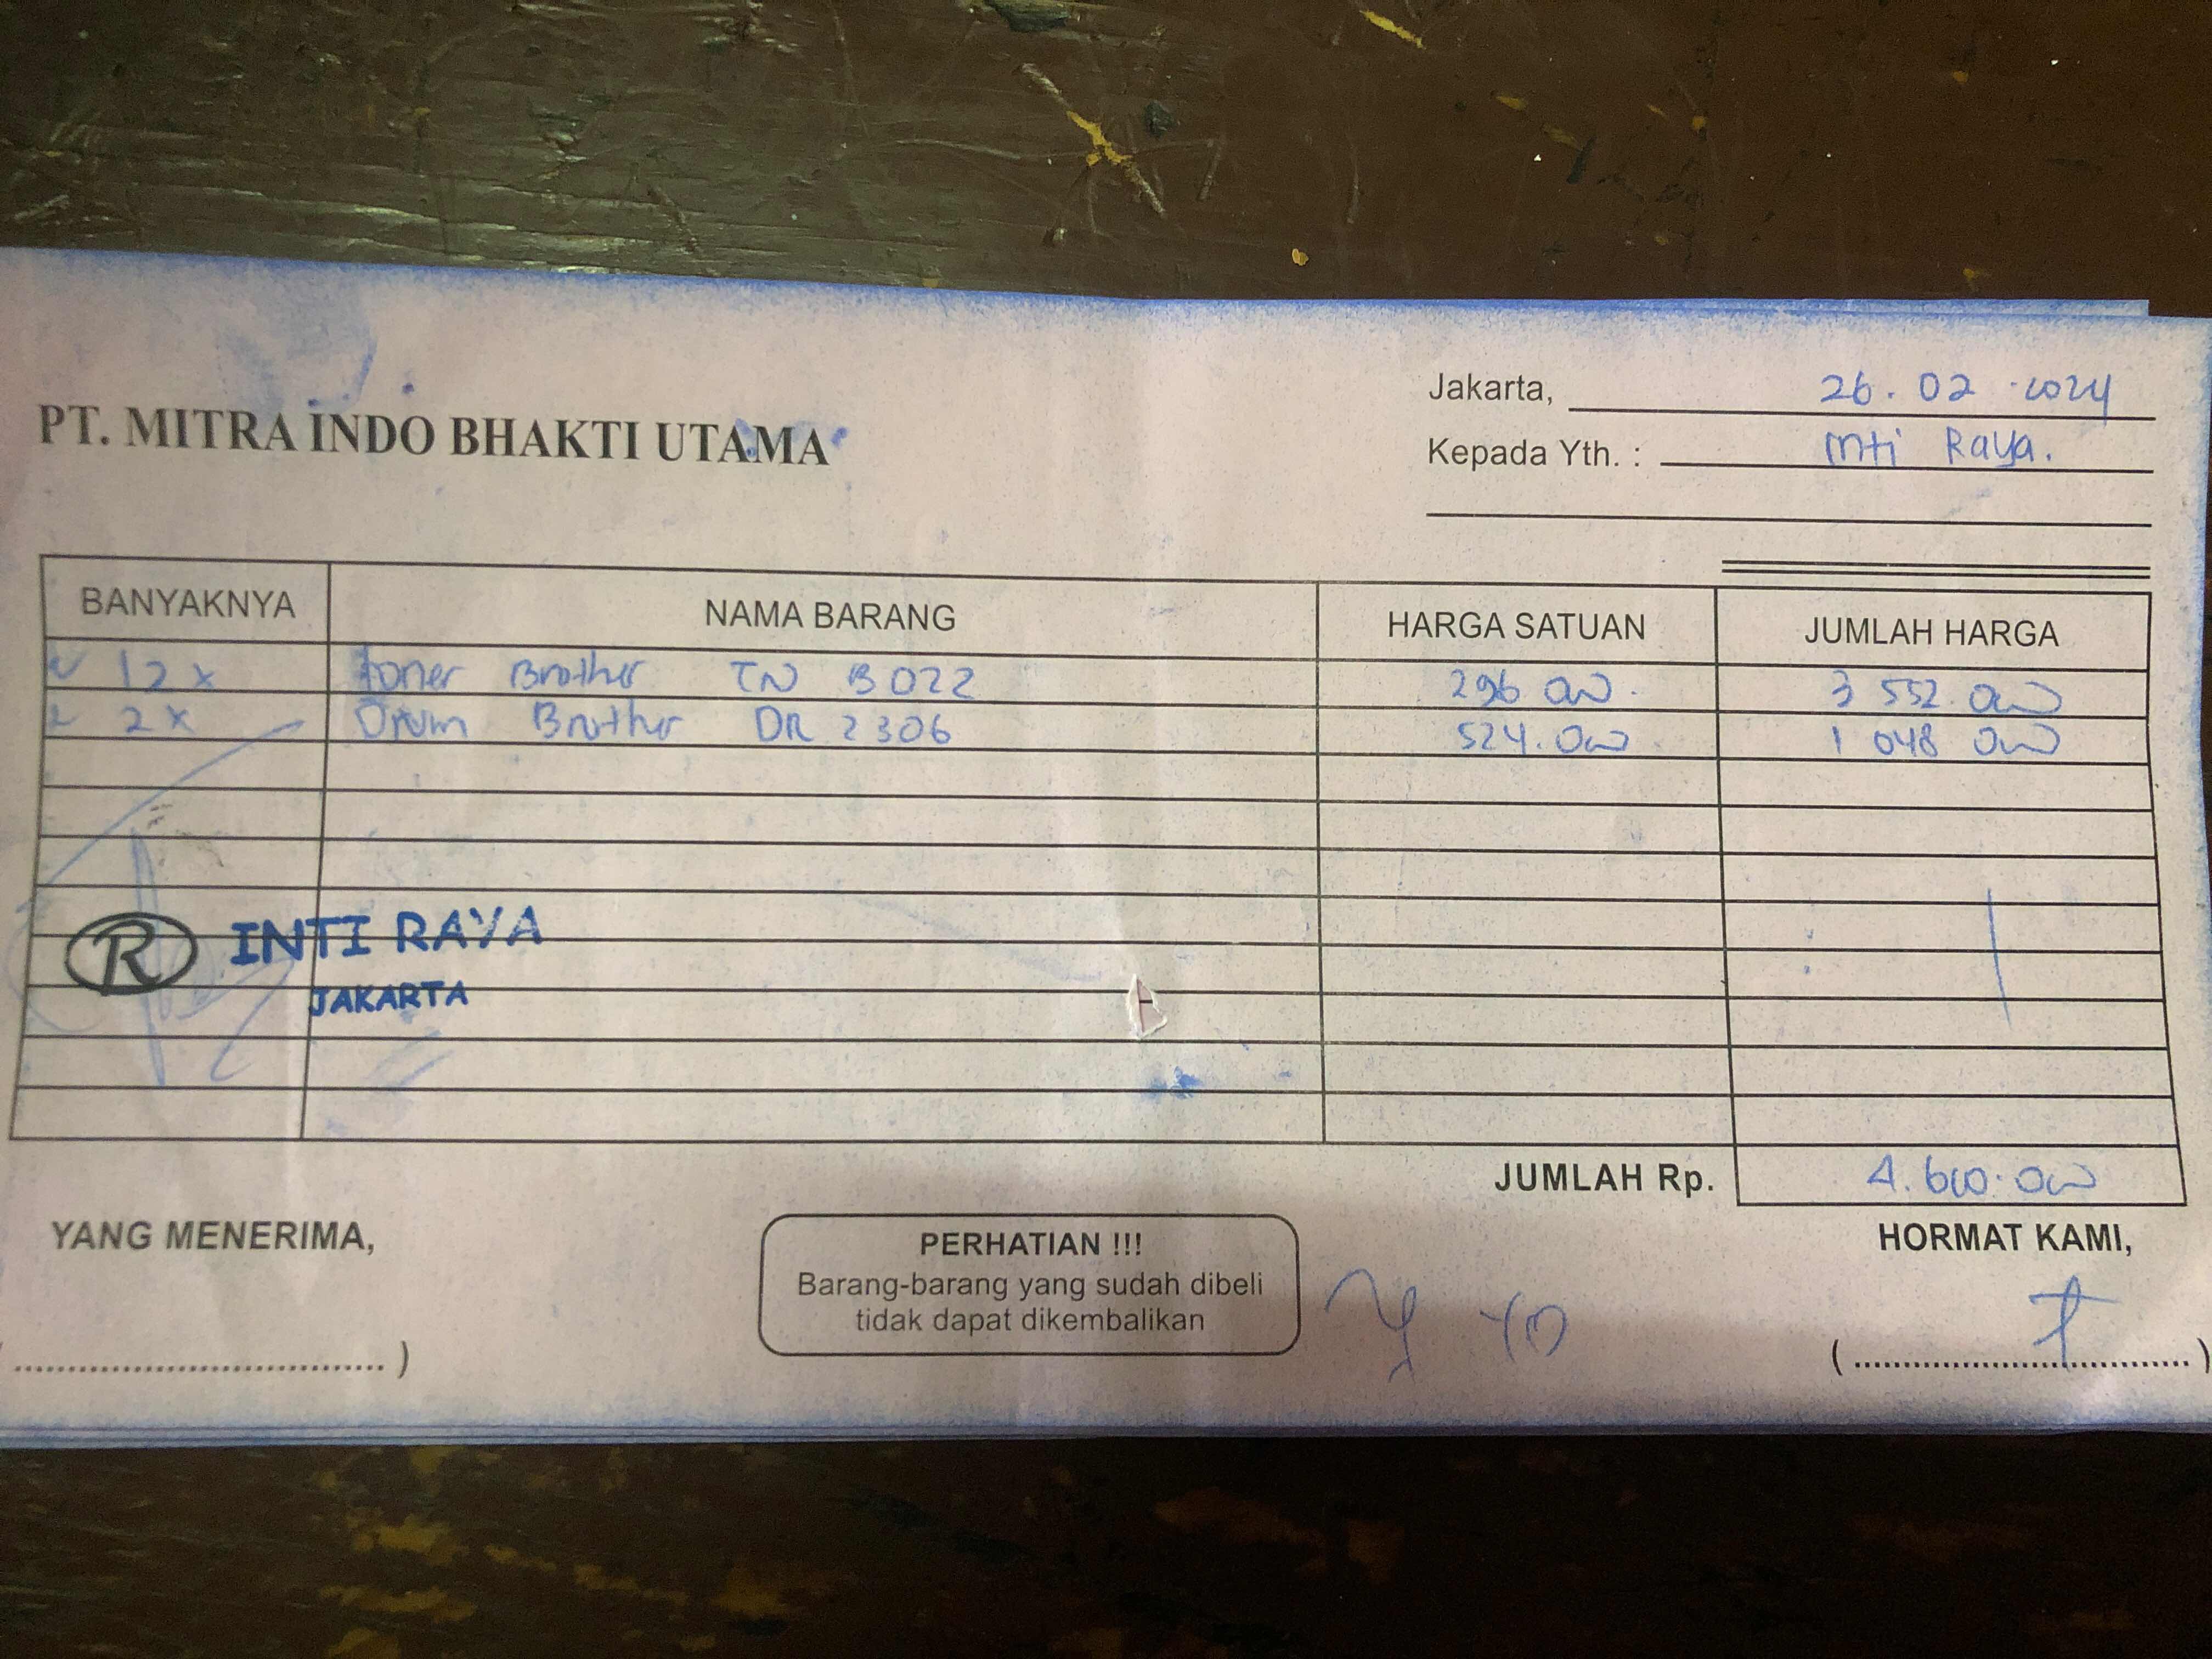 PT. MITRA INDO BHAKTI UTAMA
Jakarta, 26.02.2024
Kepada Yth. : Inti Raya.
BANYAKNYA NAMA BARANG HARGA SATUAN JUMLAH HARGA
12x toner Brother TN B022 296 000. 3 552.000
2x Drum Brother DR 2306 524.000 1 048 000
R INTI RAYA
JAKARTA
JUMLAH Rp. 4.600.000
YANG MENERIMA,
PERHATIAN !!!
Barang-barang yang sudah dibeli
tidak dapat dikembalikan
HORMAT KAMI,